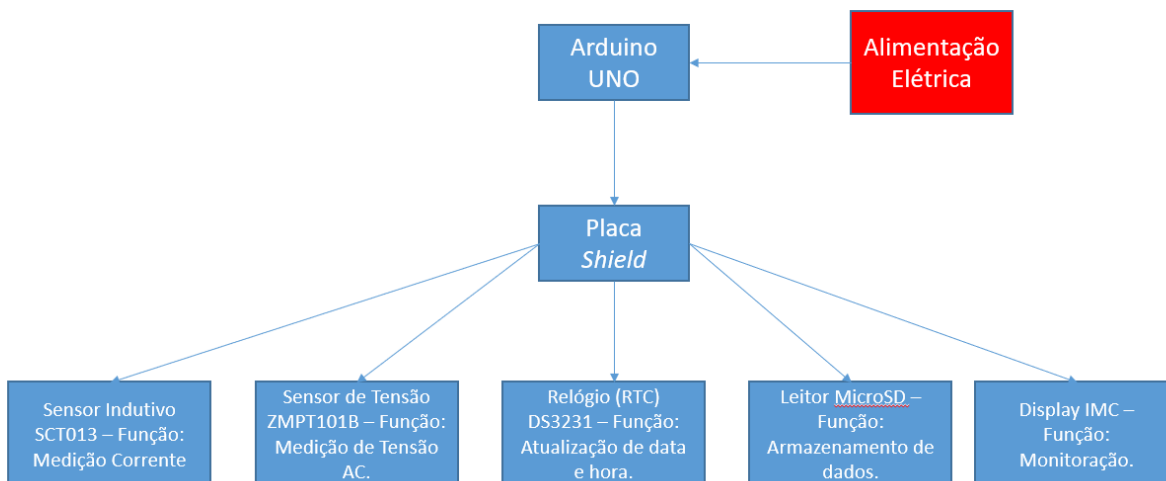 Arduino
UNO
Alimentação
Elétrica
Placa
Shield
Sensor Indutivo
SCT013 – Função:
Medição Corrente
Sensor de Tensão
ZMPT101B – Função:
Medição de Tensão
AC.
Relógio (RTC)
DS3231 – Função:
Atualização de data
e hora.
Leitor MicroSD –
Função:
Armazenamento de
dados.
Display IMC –
Função:
Monitoração.